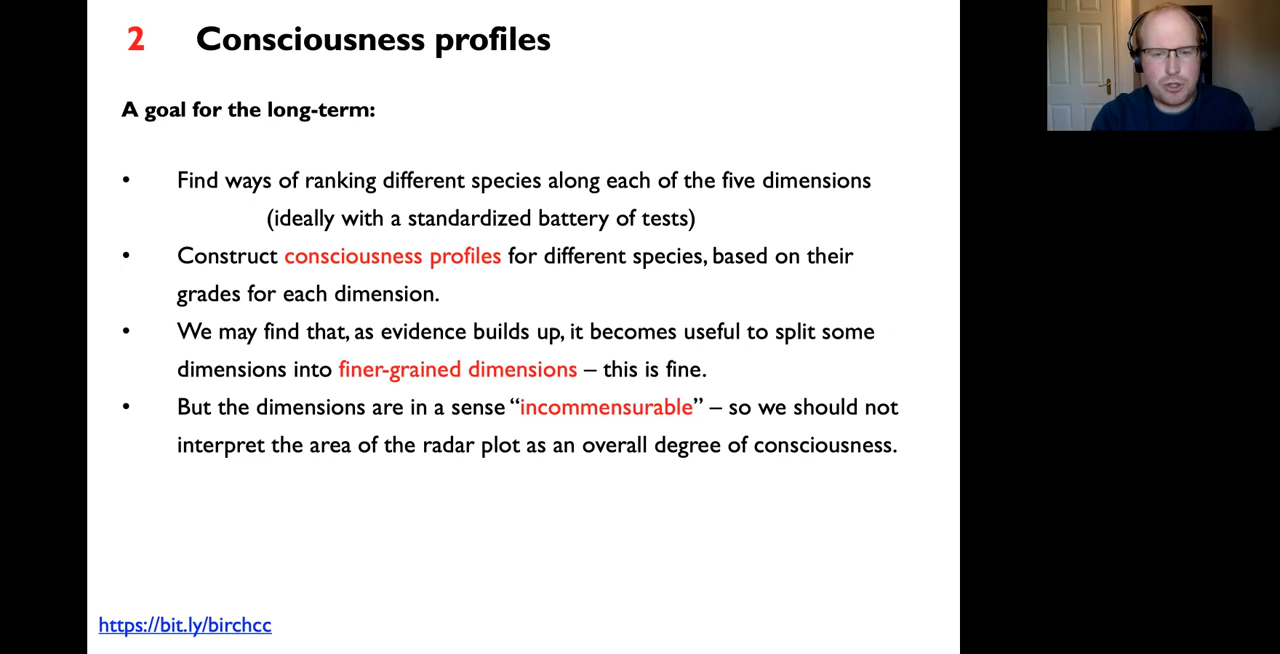 2 Consciousness profiles
A goal for the long-term:
• Find ways of ranking different species along each of the five dimensions
(ideally with a standardized battery of tests)
• Construct consciousness profiles for different species, based on their
grades for each dimension.
• We may find that, as evidence builds up, it becomes useful to split some
dimensions into finer-grained dimensions – this is fine.
• But the dimensions are in a sense “incommensurable” – so we should not
interpret the area of the radar plot as an overall degree of consciousness.
https://bit.ly/birchcc